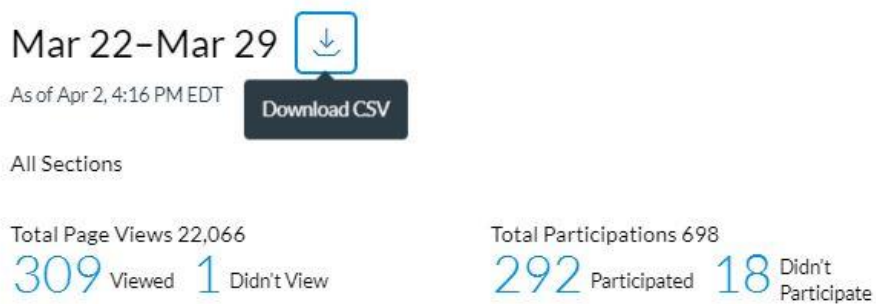 Mar 22–Mar 29
As of Apr 2, 4:16 PM EDT
Download CSV
All Sections
Total Page Views 22,066
309 Viewed 1 Didn't View
Total Participations 698
292 Participated 18 Didn't
Participate